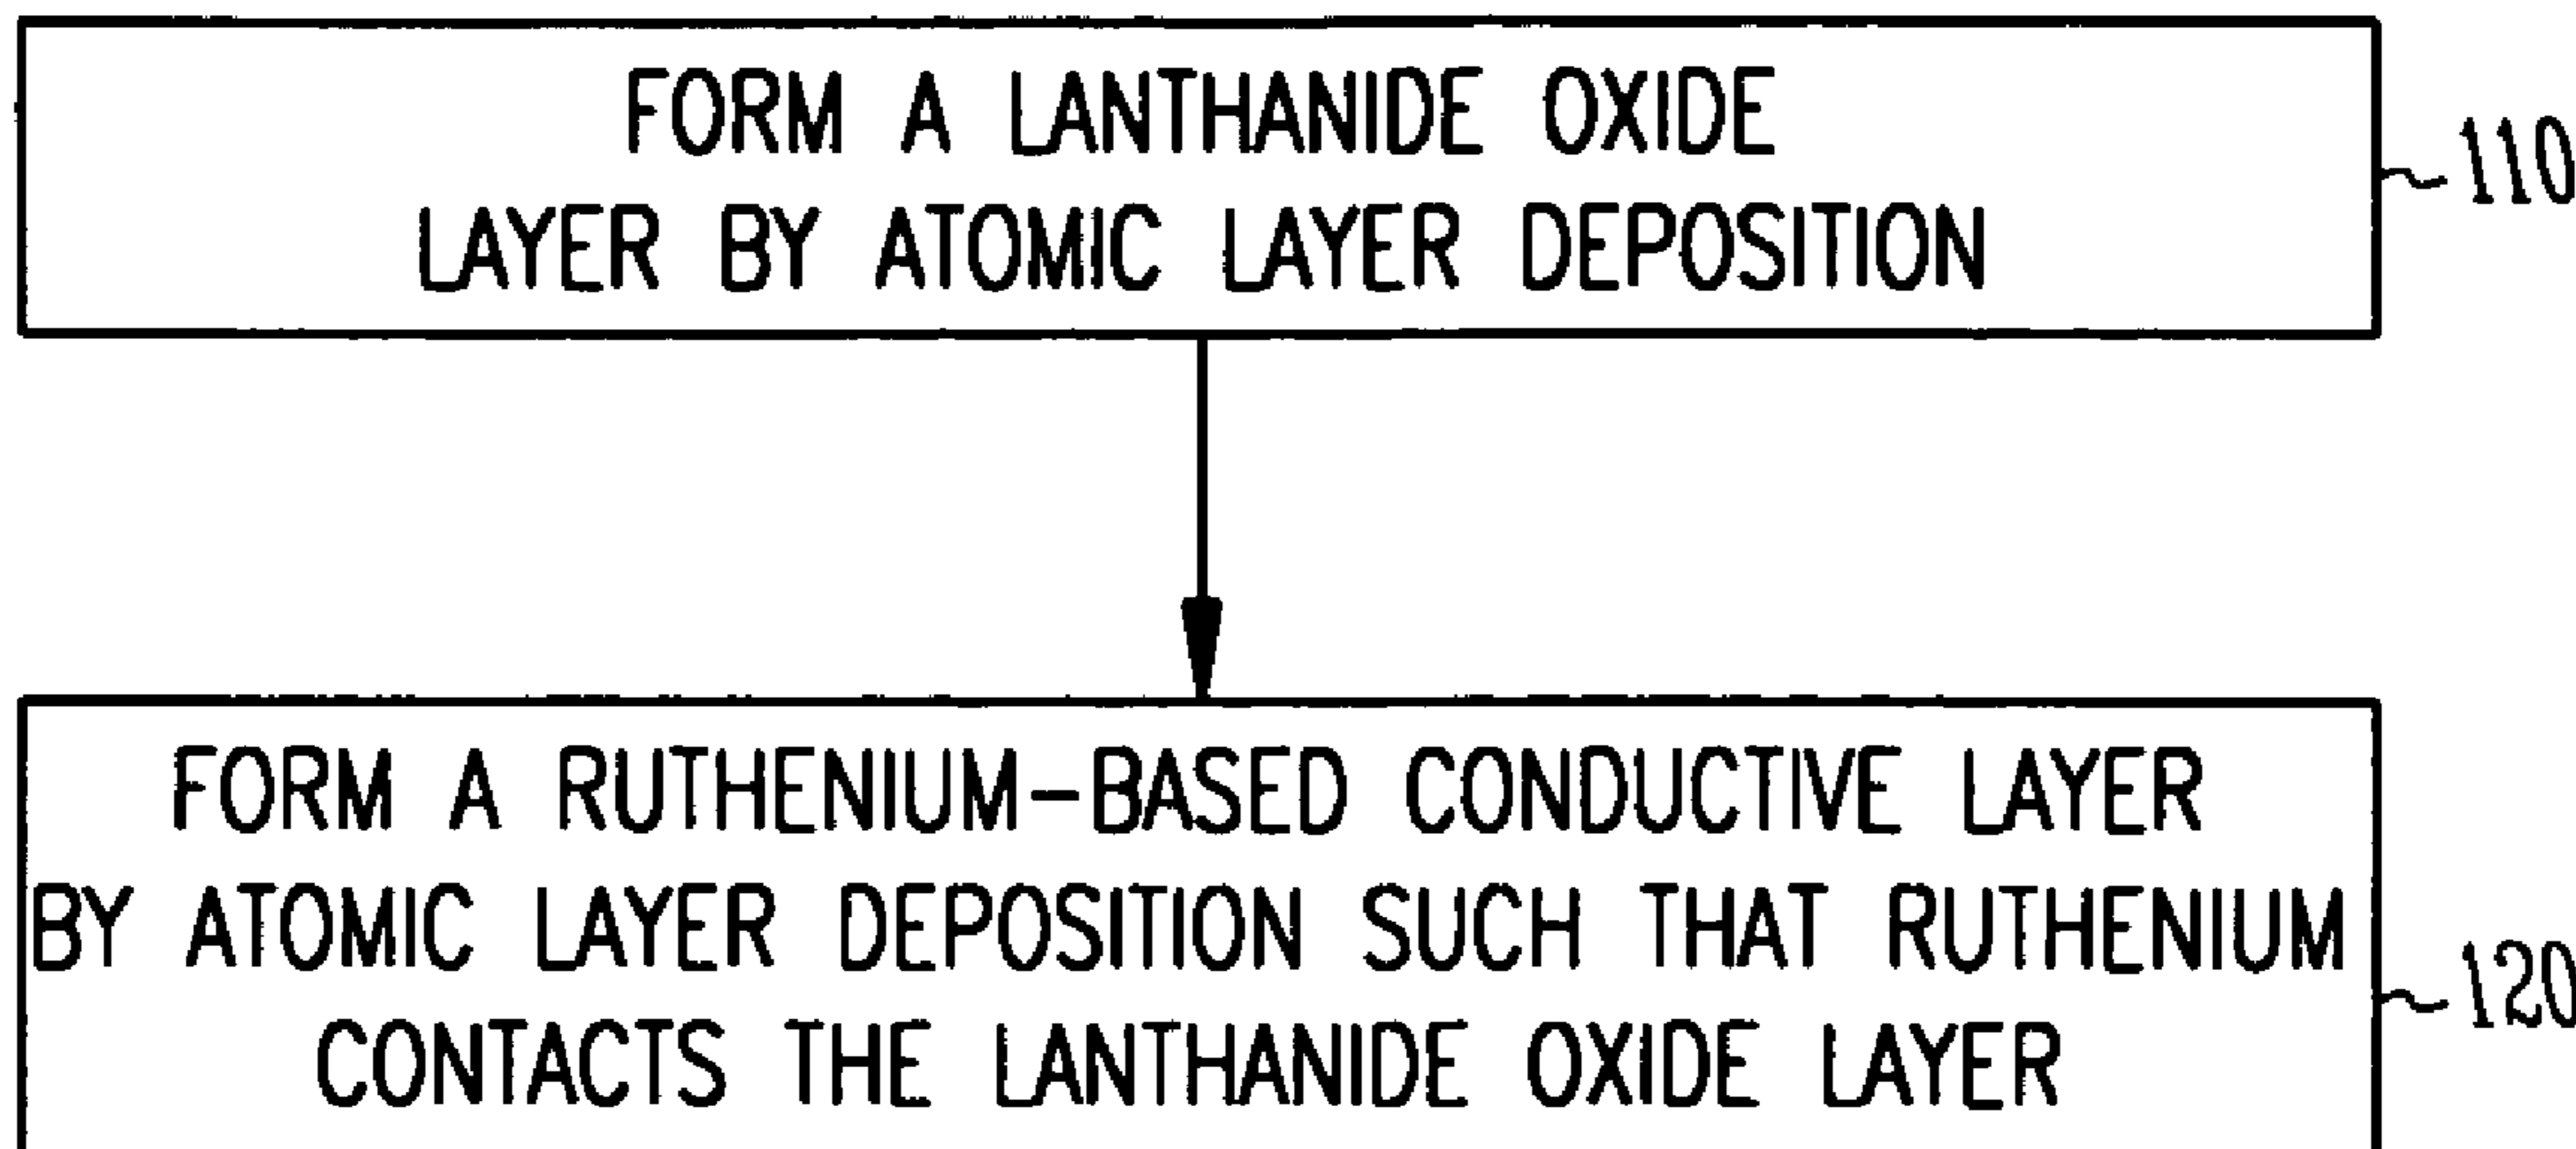 FORM A LANTHANIDE OXIDE
LAYER BY ATOMIC LAYER DEPOSITION
110
FORM A RUTHENIUM-BASED CONDUCTIVE LAYER
BY ATOMIC LAYER DEPOSITION SUCH THAT RUTHENIUM
CONTACTS THE LANTHANIDE OXIDE LAYER
120